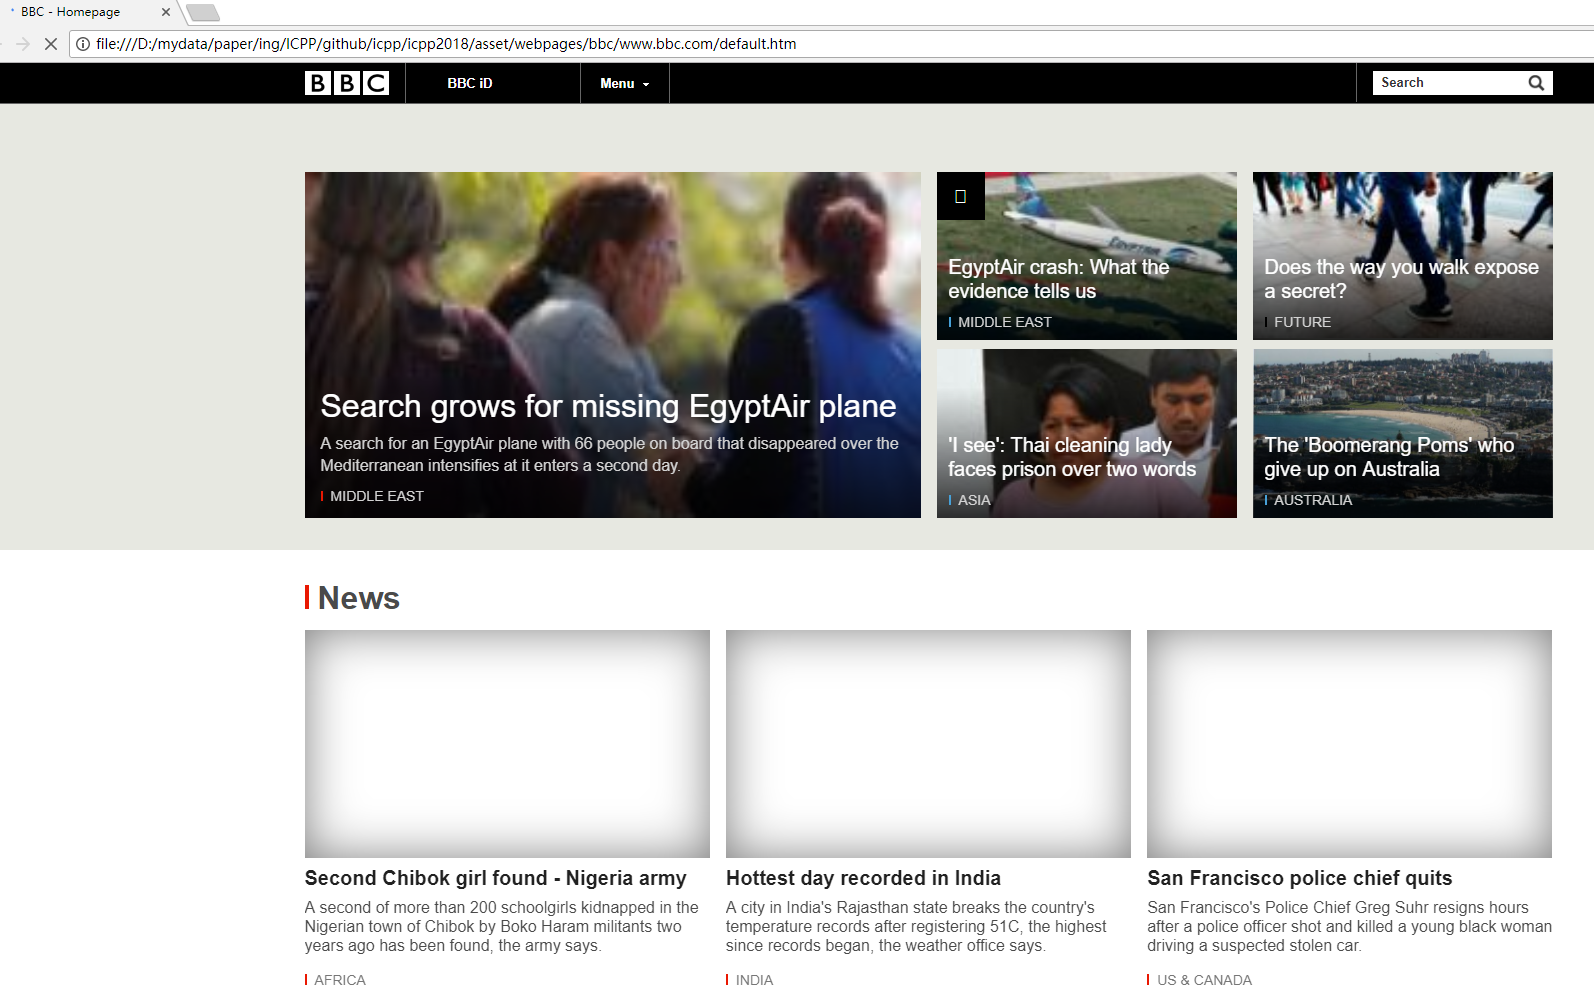 BBC - Homepage
file:///D:/mydata/paper/ing/ICPP/github/icpp/icpp2018/asset/webpages/bbc/www.bbc.com/default.htm
BBC
BBC iD
Menu
Search
Search grows for missing EgyptAir plane
A search for an EgyptAir plane with 66 people on board that disappeared over the
Mediterranean intensifies at it enters a second day.
MIDDLE EAST
EgyptAir crash: What the
evidence tells us
MIDDLE EAST
Does the way you walk expose
a secret?
FUTURE
'I see': Thai cleaning lady
faces prison over two words
ASIA
The 'Boomerang Poms' who
give up on Australia
AUSTRALIA
News
Second Chibok girl found - Nigeria army
A second of more than 200 schoolgirls kidnapped in the
Nigerian town of Chibok by Boko Haram militants two
years ago has been found, the army says.
AFRICA
Hottest day recorded in India
A city in India's Rajasthan state breaks the country's
temperature records after registering 51C, the highest
since records began, the weather office says.
INDIA
San Francisco police chief quits
San Francisco's Police Chief Greg Suhr resigns hours
after a police officer shot and killed a young black woman
driving a suspected stolen car.
US & CANADA